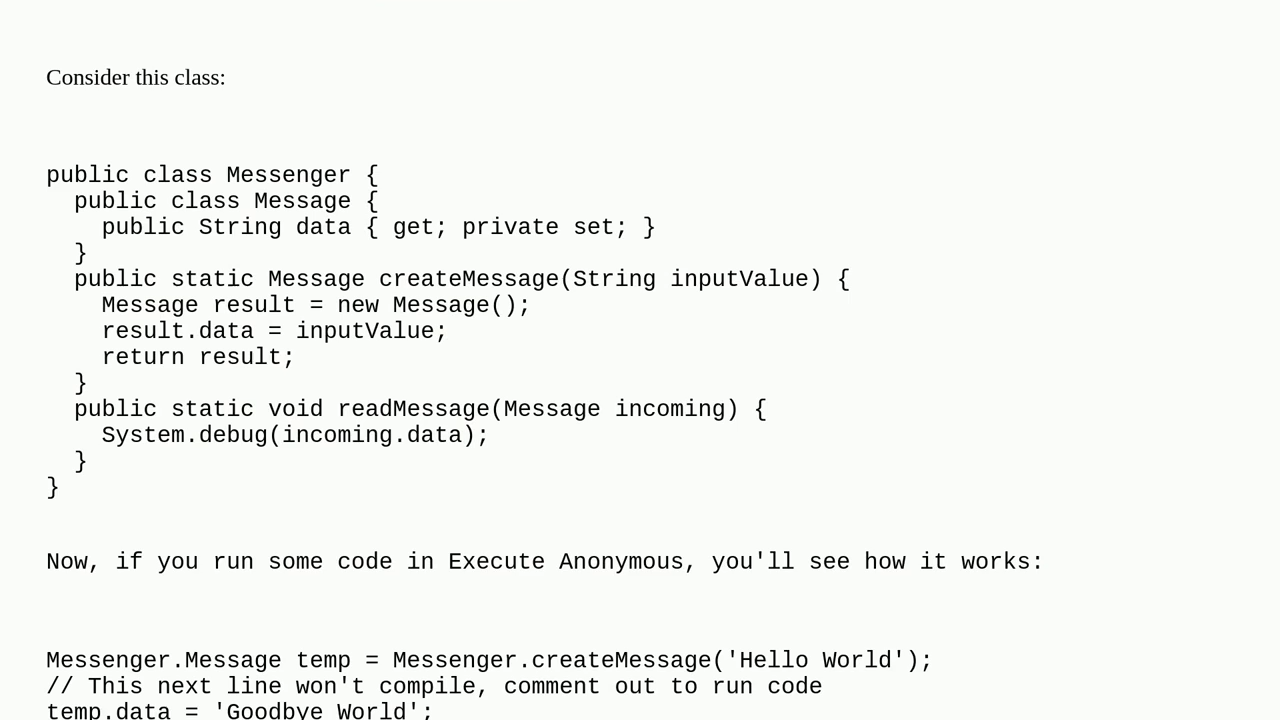 Consider this class:
public class Messenger {
  public class Message {
    public String data { get; private set; }
  }
  public static Message createMessage(String inputValue) {
    Message result = new Message();
    result.data = inputValue;
    return result;
  }
  public static void readMessage(Message incoming) {
    System.debug(incoming.data);
  }
}
Now, if you run some code in Execute Anonymous, you'll see how it works:
Messenger.Message temp = Messenger.createMessage('Hello World');
// This next line won't compile, comment out to run code
temp.data = 'Goodbye World';